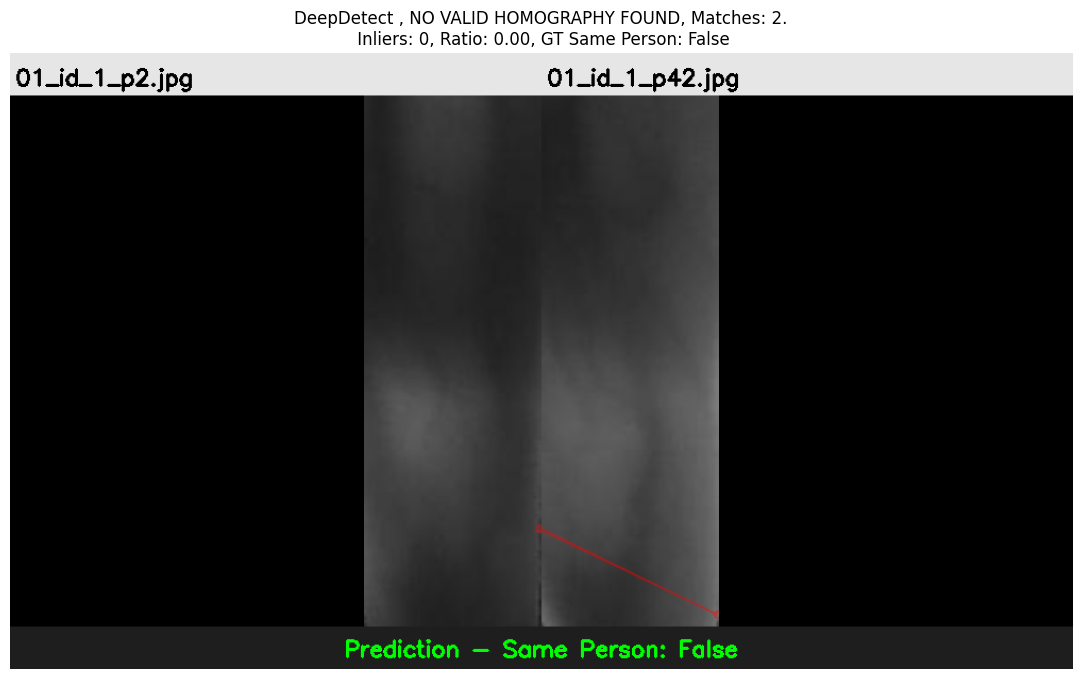 DeepDetect , NO VALID HOMOGRAPHY FOUND, Matches: 2.
Inliers: 0, Ratio: 0.00, GT Same Person: False
01_id_1_p2.jpg 01_id_1_p42.jpg
Prediction - Same Person: False